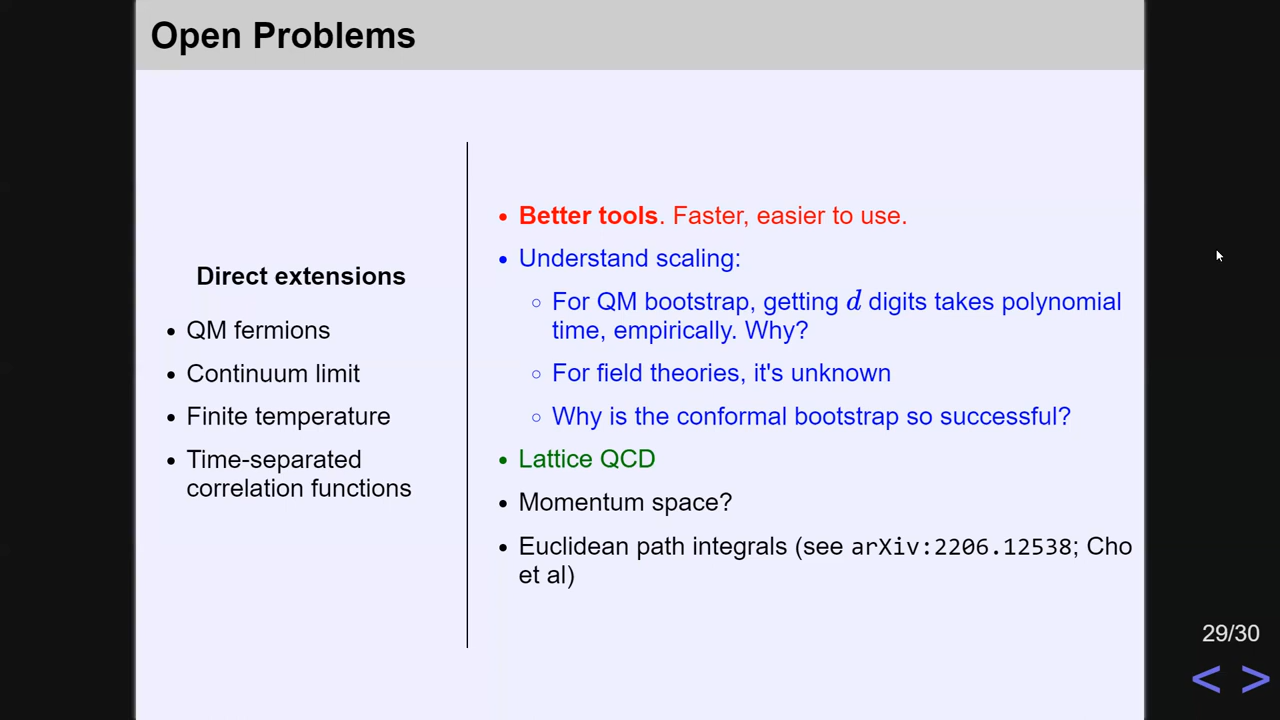 Open Problems
Direct extensions
• QM fermions
• Continuum limit
• Finite temperature
• Time-separated
correlation functions
• Better tools. Faster, easier to use.
• Understand scaling:
○ For QM bootstrap, getting d digits takes polynomial
time, empirically. Why?
○ For field theories, it's unknown
○ Why is the conformal bootstrap so successful?
• Lattice QCD
• Momentum space?
• Euclidean path integrals (see arXiv:2206.12538; Cho
et al)
29/30
< >